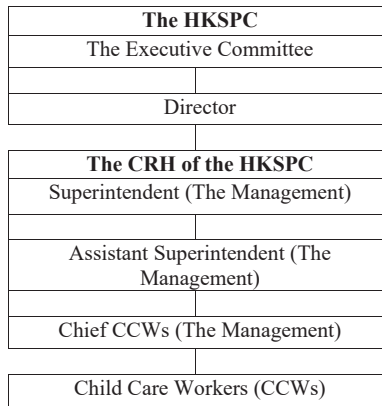 The HKSPC
The Executive Committee
Director
The CRH of the HKSPC
Superintendent (The Management)
Assistant Superintendent (The
Management)
Chief CCWs (The Management)
Child Care Workers (CCWs)